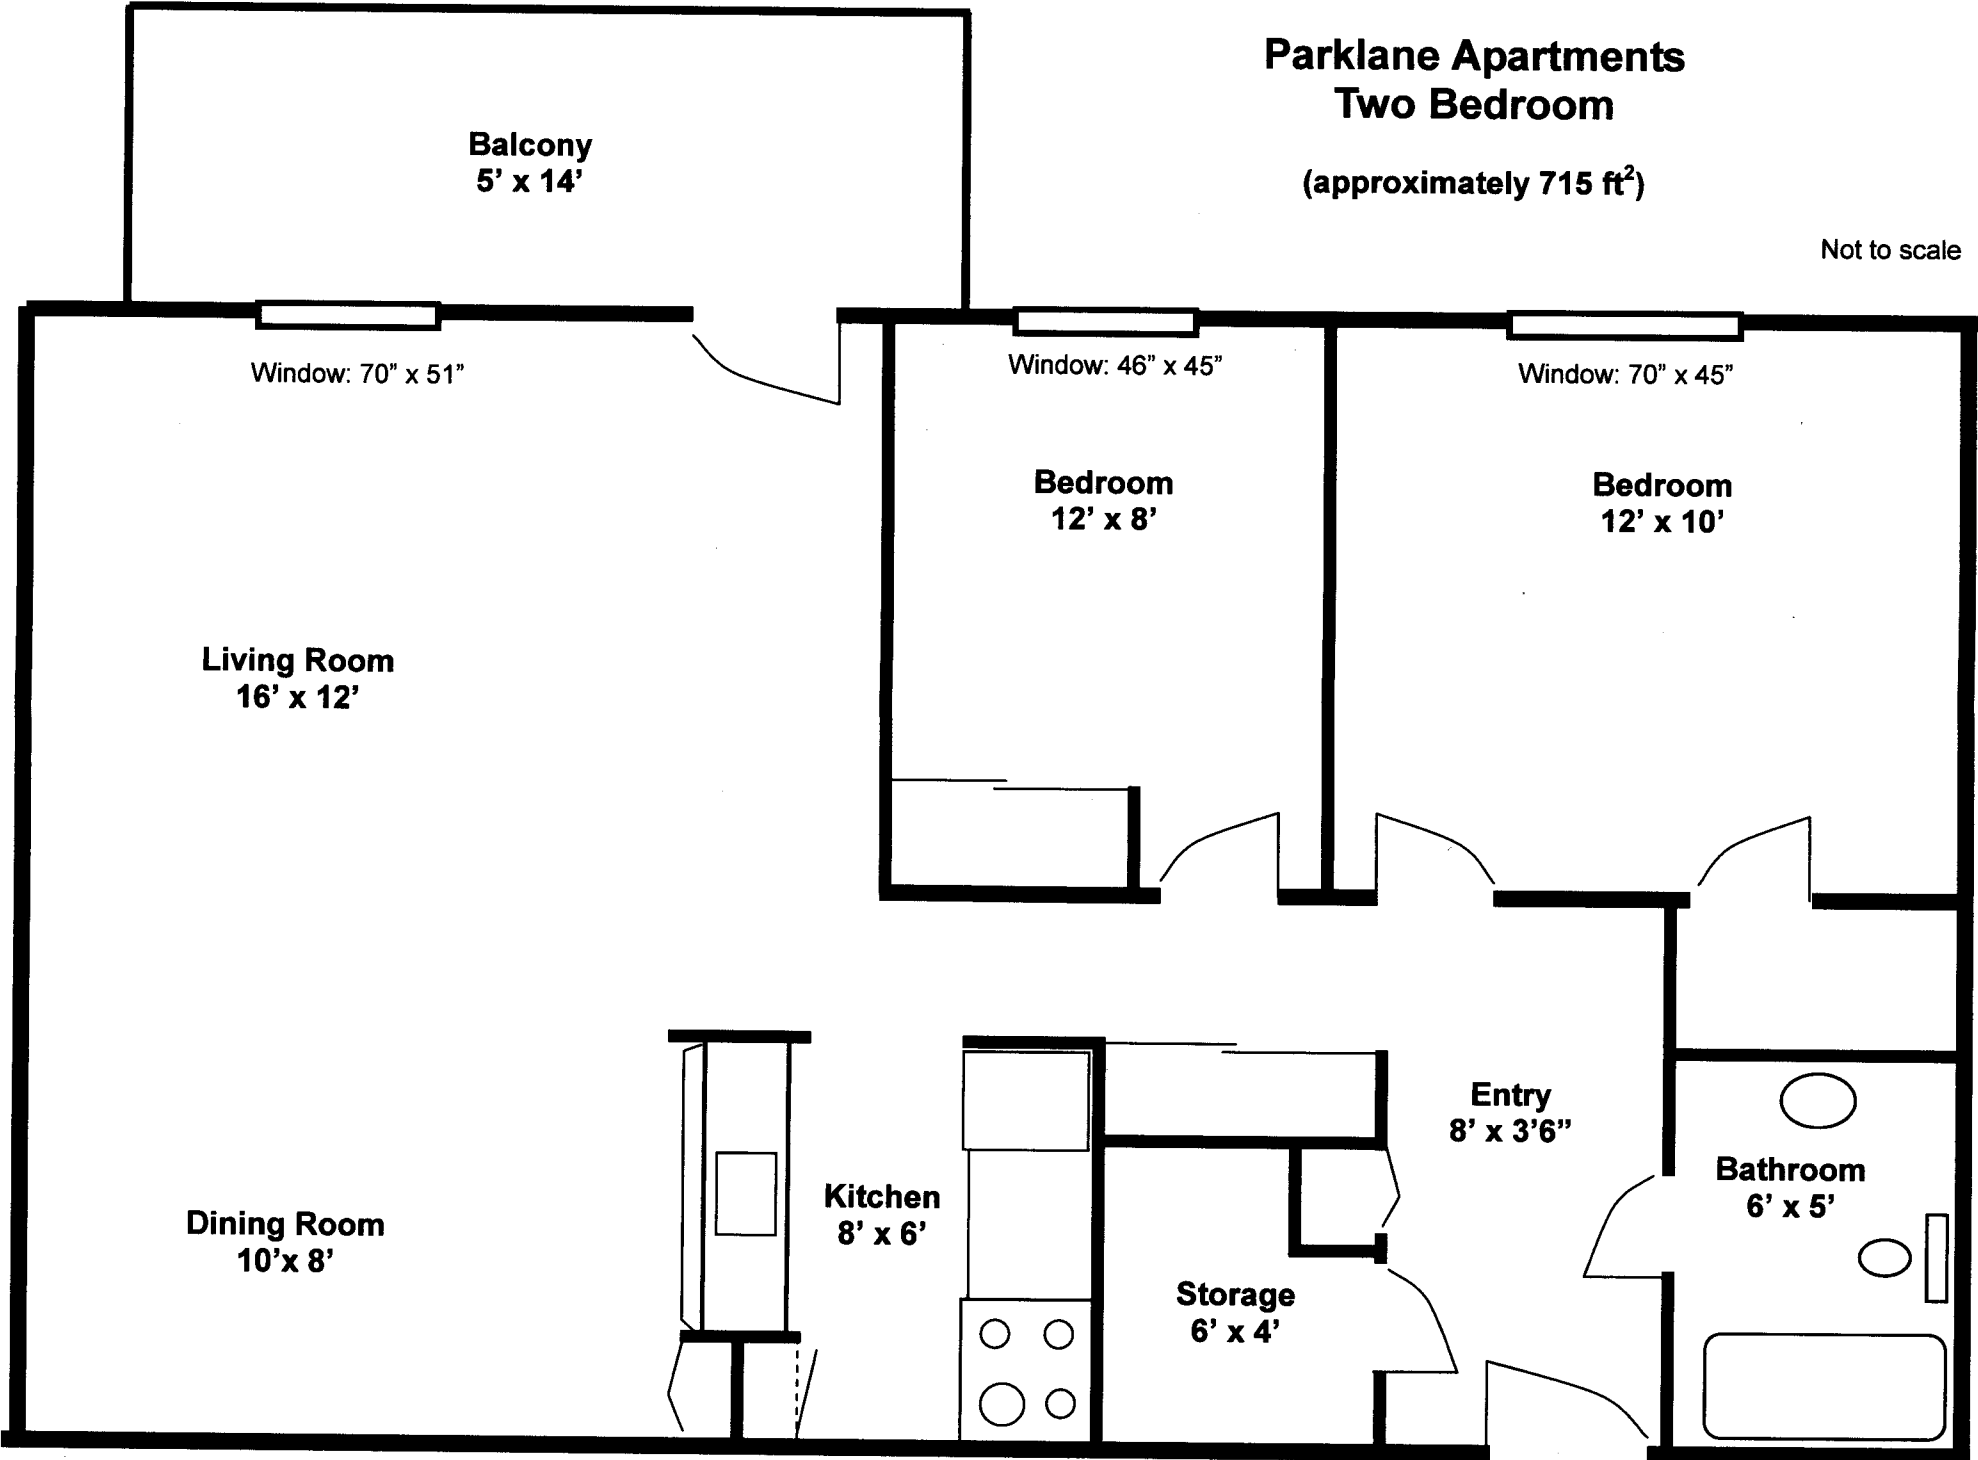 Parklane Apartments
Two Bedroom
(approximately 715 ft²)
Not to scale
Balcony
5’ x 14’
Window: 70” x 51”
Window: 46” x 45”
Window: 70” x 45”
Bedroom
12’ x 8’
Bedroom
12’ x 10’
Living Room
16’ x 12’
Entry
8’ x 3’6”
Bathroom
6’ x 5’
Kitchen
8’ x 6’
Dining Room
10’x 8’
Storage
6’ x 4’